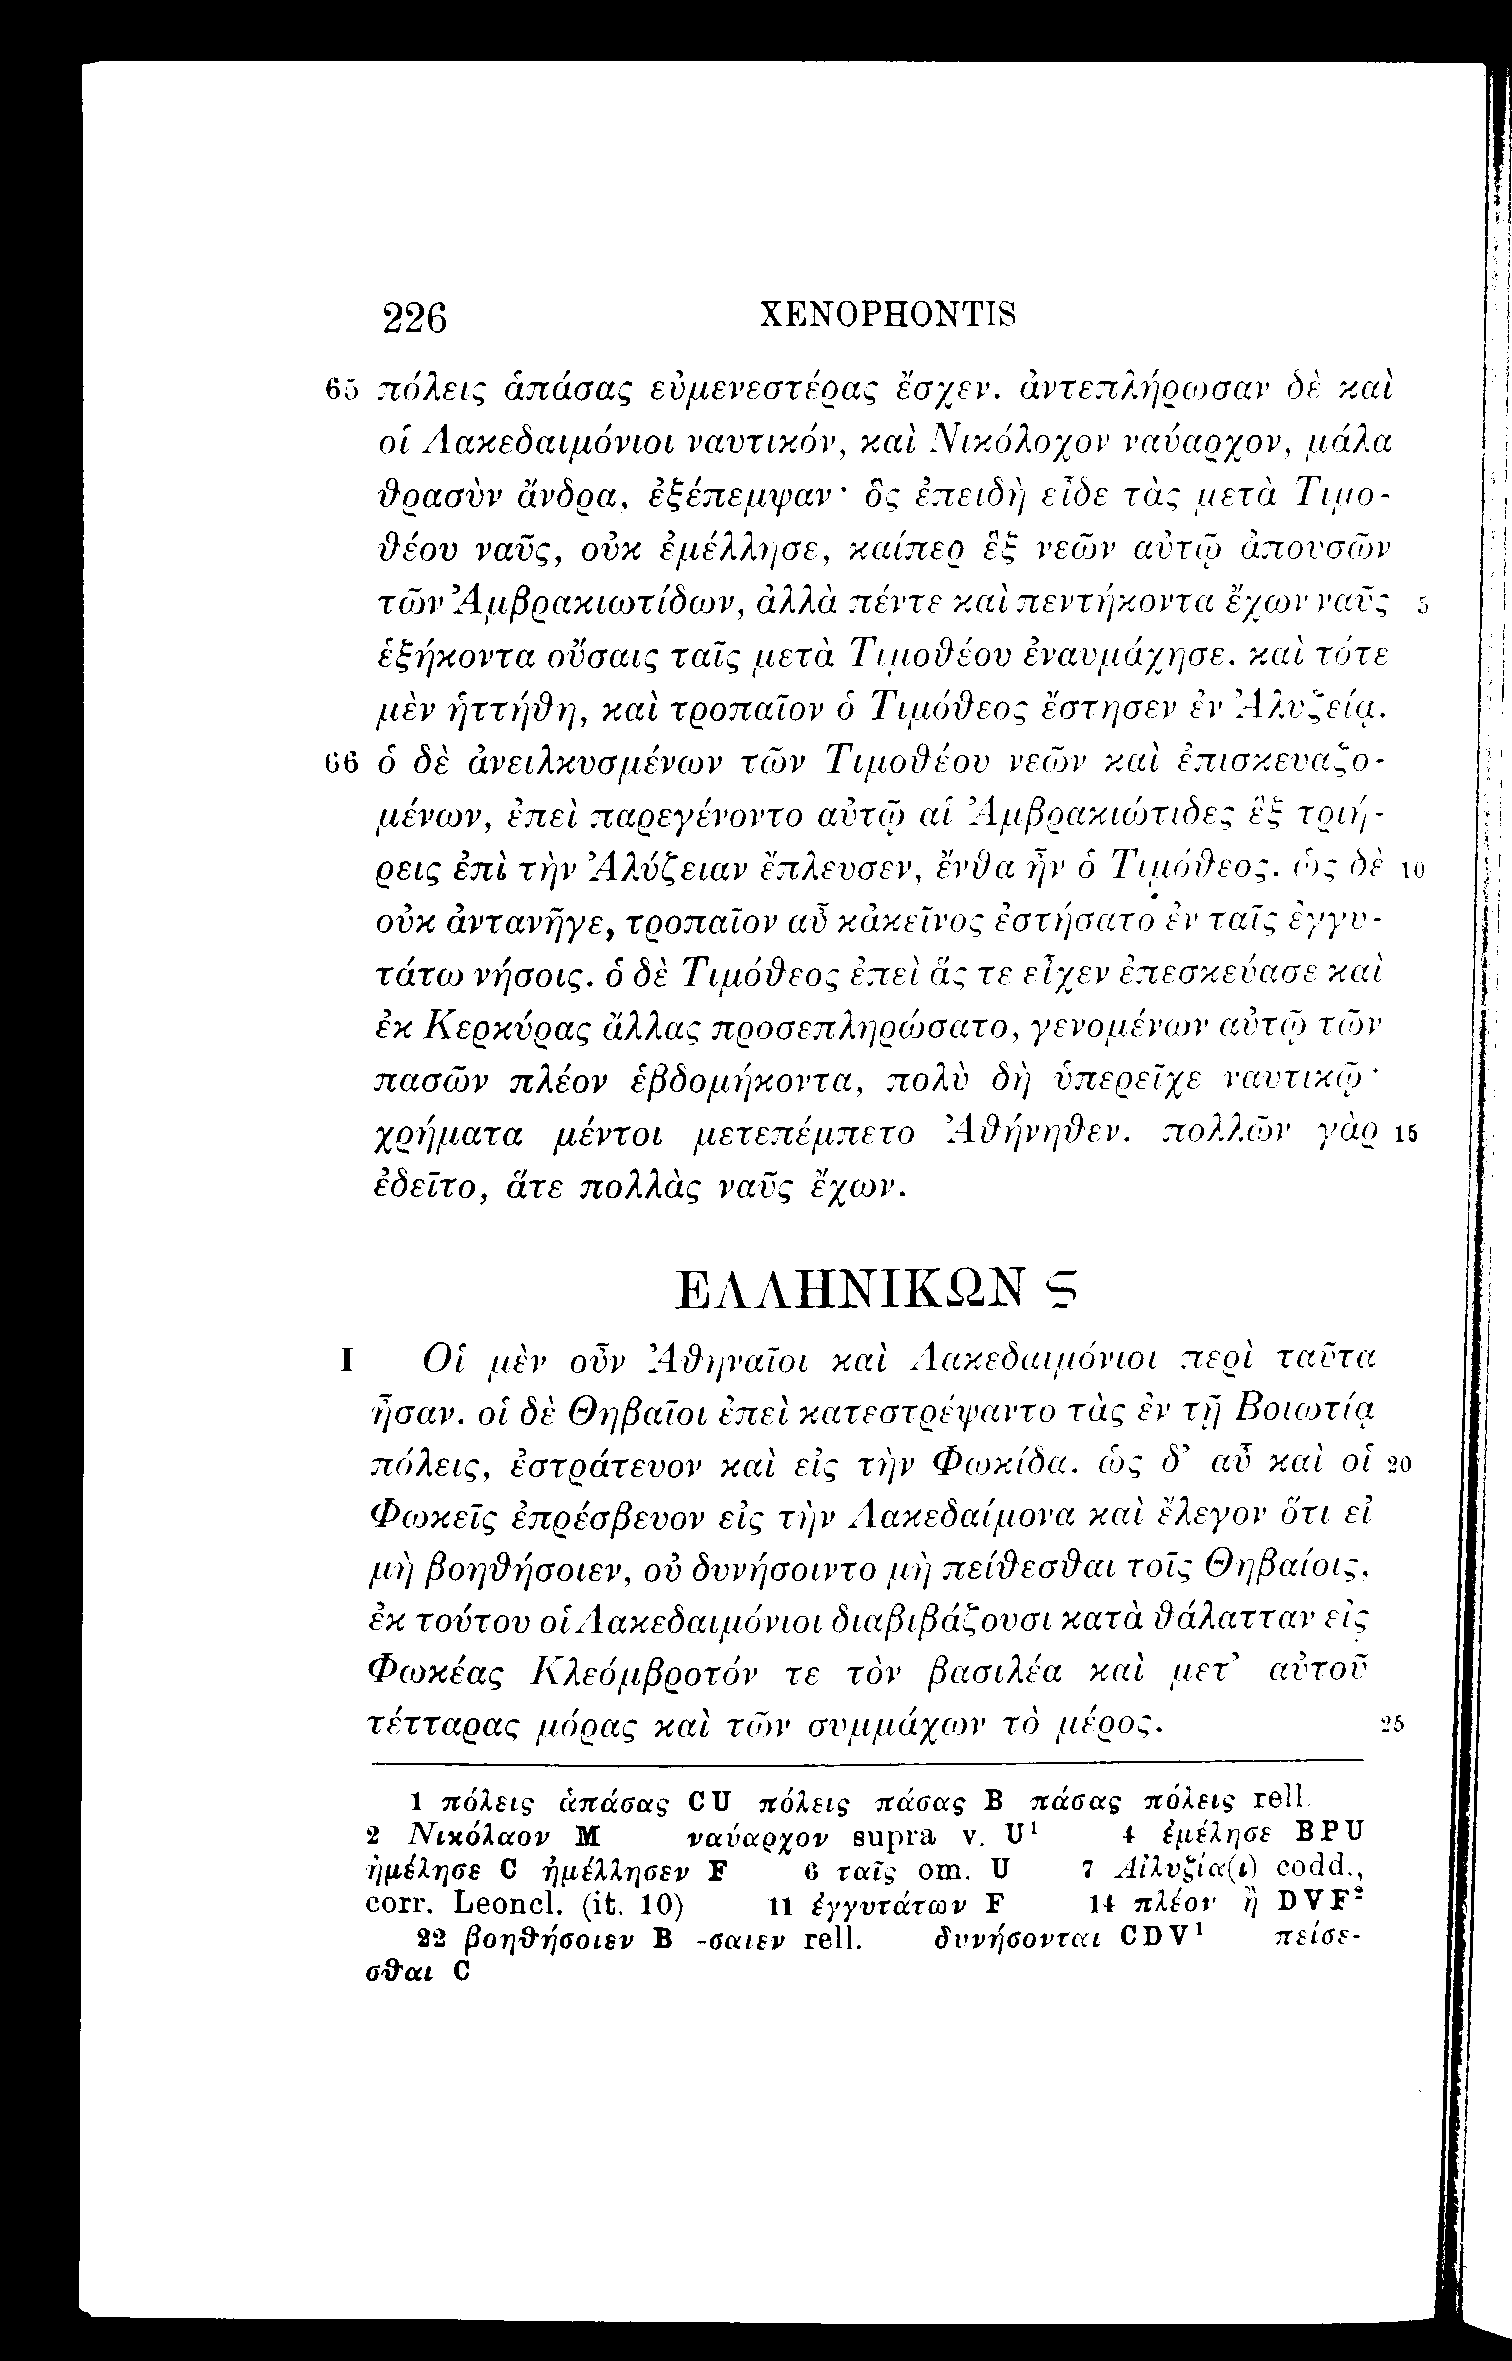 226 XENOPHONTIS
65 πόλεις ἁπάσας εὐμενεστέρας ἔσχεν. ἀντεπλήρωσαν δὲ καὶ
οἱ Λακεδαιμόνιοι ναυτικόν, καὶ Νικόλοχον ναύαρχον, μάλα
θρασὺν ἄνδρα, ἐξέπεμψαν· ὃς ἐπειδὴ εἶδε τὰς μετὰ Τιμο-
θέου ναῦς, οὐκ ἐμέλλησε, καίπερ ἓξ νεῶν αὐτῷ ἀπουσῶν
τῶν Ἀμβρακιωτίδων, ἀλλὰ πέντε καὶ πεντήκοντα ἔχων ναῦς 5
ἑξήκοντα οὔσαις ταῖς μετὰ Τιμοθέου ἐναυμάχησε. καὶ τότε
μὲν ἡττήθη, καὶ τροπαῖον ὁ Τιμόθεος ἔστησεν ἐν Ἀλυζείᾳ.
66 ὁ δὲ ἀνειλκυσμένων τῶν Τιμοθέου νεῶν καὶ ἐπισκευαζο-
μένων, ἐπεὶ παρεγένοντο αὐτῷ αἱ Ἀμβρακιώτιδες ἓξ τριή-
ρεις ἐπὶ τὴν Ἀλύζειαν ἔπλευσεν, ἔνθα ἦν ὁ Τιμόθεος. ὡς δὲ 10
οὐκ ἀντανῆγε, τροπαῖον αὖ κἀκεῖνος ἐστήσατο ἐν ταῖς ἐγγυ-
τάτω νήσοις. ὁ δὲ Τιμόθεος ἐπεὶ ἅς τε εἶχεν ἐπεσκεύασε καὶ
ἐκ Κερκύρας ἄλλας προσεπληρώσατο, γενομένων αὐτῷ τῶν
πασῶν πλέον ἑβδομήκοντα, πολὺ δὴ ὑπερεῖχε ναυτικῷ·
χρήματα μέντοι μετεπέμπετο Ἀθήνηθεν. πολλῶν γὰρ 15
ἐδεῖτο, ἅτε πολλὰς ναῦς ἔχων.
ΕΛΛΗΝΙΚΩΝ Ϛ
I Οἱ μὲν οὖν Ἀθηναῖοι καὶ Λακεδαιμόνιοι περὶ ταῦτα
ἦσαν. οἱ δὲ Θηβαῖοι ἐπεὶ κατεστρέψαντο τὰς ἐν τῇ Βοιωτίᾳ
πόλεις, ἐστράτευον καὶ εἰς τὴν Φωκίδα. ὡς δ’ αὖ καὶ οἱ 20
Φωκεῖς ἐπρέσβευον εἰς τὴν Λακεδαίμονα καὶ ἔλεγον ὅτι εἰ
μὴ βοηθήσοιεν, οὐ δυνήσοιντο μὴ πείθεσθαι τοῖς Θηβαίοις,
ἐκ τούτου οἱ Λακεδαιμόνιοι διαβιβάζουσι κατὰ θάλατταν εἰς
Φωκέας Κλεόμβροτόν τε τὸν βασιλέα καὶ μετ’ αὐτοῦ
τέτταρας μόρας καὶ τῶν συμμάχων τὸ μέρος. 25
1 πόλεις ἁπάσας CU πόλεις πάσας B πάσας πόλεις rell.
2 Νικόλαον M ναύαρχον supra v. U¹ 4 ἐμέλησε BPU
ἠμέλησε C ἠμέλλησεν F 6 ταῖς om. U 7 Αἰλυζία(ι) codd.,
corr. Leoncl. (it. 10) 11 ἐγγυτάτων F 14 πλέον ἢ DVF²
22 βοηθήσοιεν B -σαιεν rell. δυνήσονται CDV¹ πείσε-
σθαι C